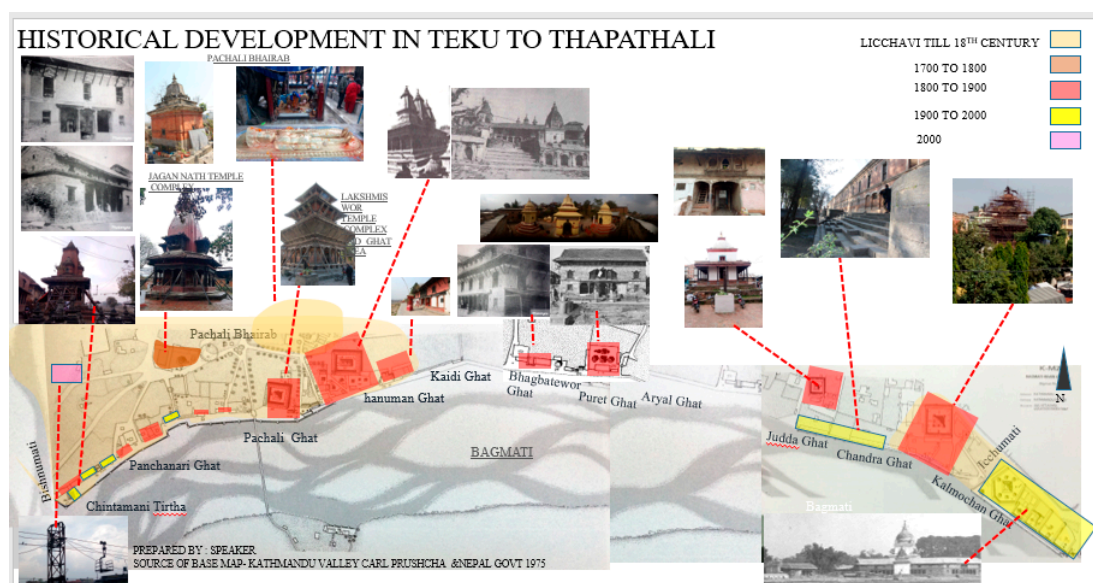 HISTORICAL DEVELOPMENT IN TEKU TO THAPATHALI
LICCHAVI TILL 18TH CENTURY
1700 TO 1800
1800 TO 1900
1900 TO 2000
2000
PACHALI BHAIRAB
JAGAN NATH TEMPLE
COMPLEX
LAKSHMIS
WOR
TEMPLE
COMPLEX
GHAT
Pachali Bhairab
Kaidi Ghat
hanuman Ghat
Bhagbatewor
Ghat
Puret Ghat
Aryal Ghat
Pachali Ghat
Judda Ghat
Chandra Ghat
Icchumati
Kalmochan Ghat
N
BAGMATI
Panchanari Ghat
Bishnumati
Chintamani Tirtha
Bagmati
PREPARED BY : SPEAKER
SOURCE OF BASE MAP- KATHMANDU VALLEY CARL PRUSHCHA &NEPAL GOVT 1975